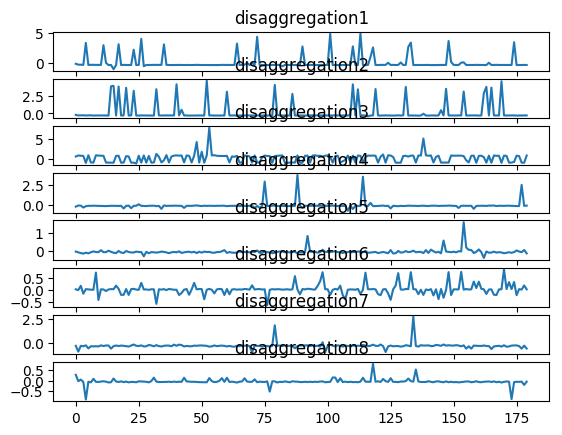 disaggregation1
5
0
disaggregation2
2.5
0.0
disaggregation3
5
0
disaggregation4
2.5
0.0
disaggregation5
1
0
disaggregation6
0.5
0.0
−0.5
disaggregation7
2.5
0.0
disaggregation8
0.5
0.0
−0.5
0 25 50 75 100 125 150 175